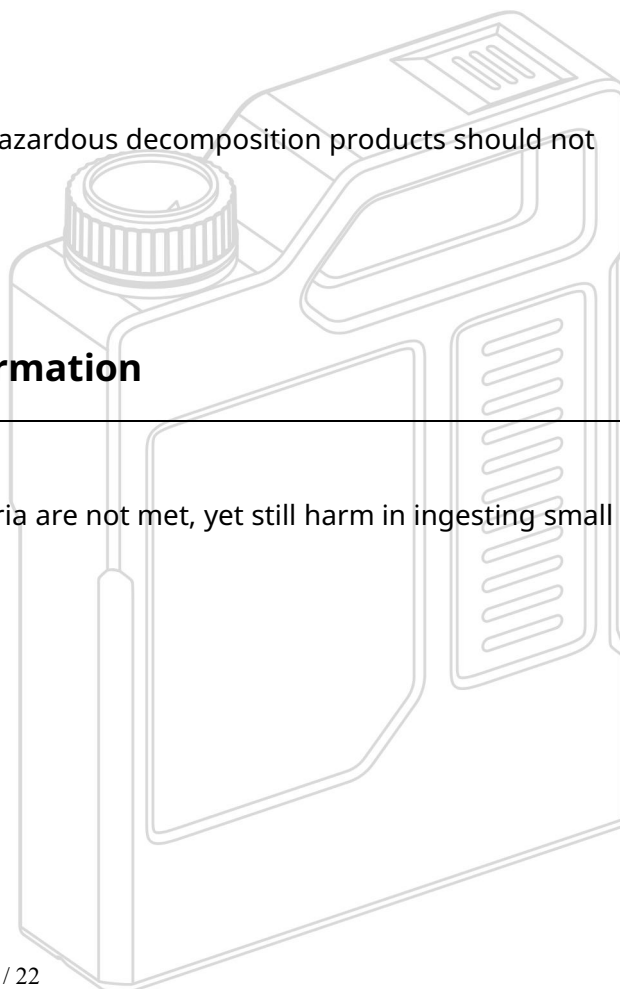 azardous decomposition products should not
rmation
ria are not met, yet still harm in ingesting small
/ 22